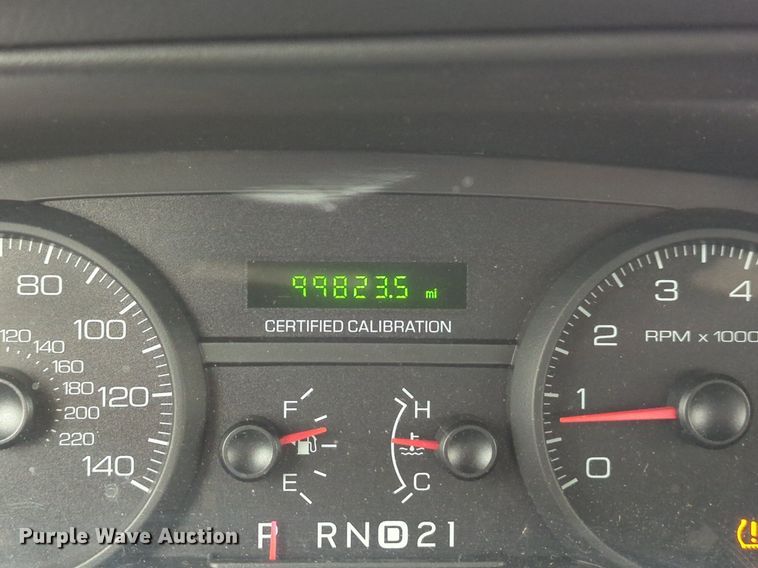 99823.5 mi
CERTIFIED CALIBRATION
80
100
120
140
120
140
160
180
200
220
F
E
H
C
4
3
2
1
0
RPM x 1000
P R N D 2 1
Purple Wave Auction